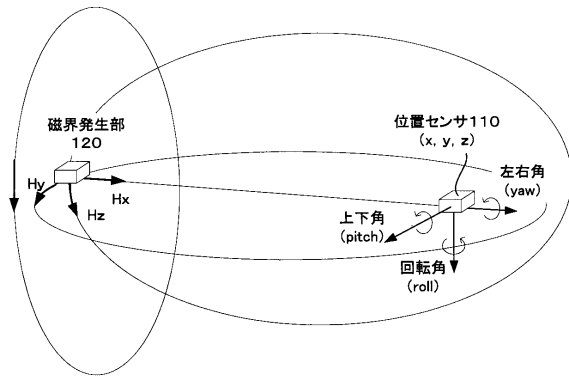 磁界発生部
120
Hy
Hx
Hz
位置センサ110
(x, y, z)
左右角
(yaw)
上下角
(pitch)
回転角
(roll)